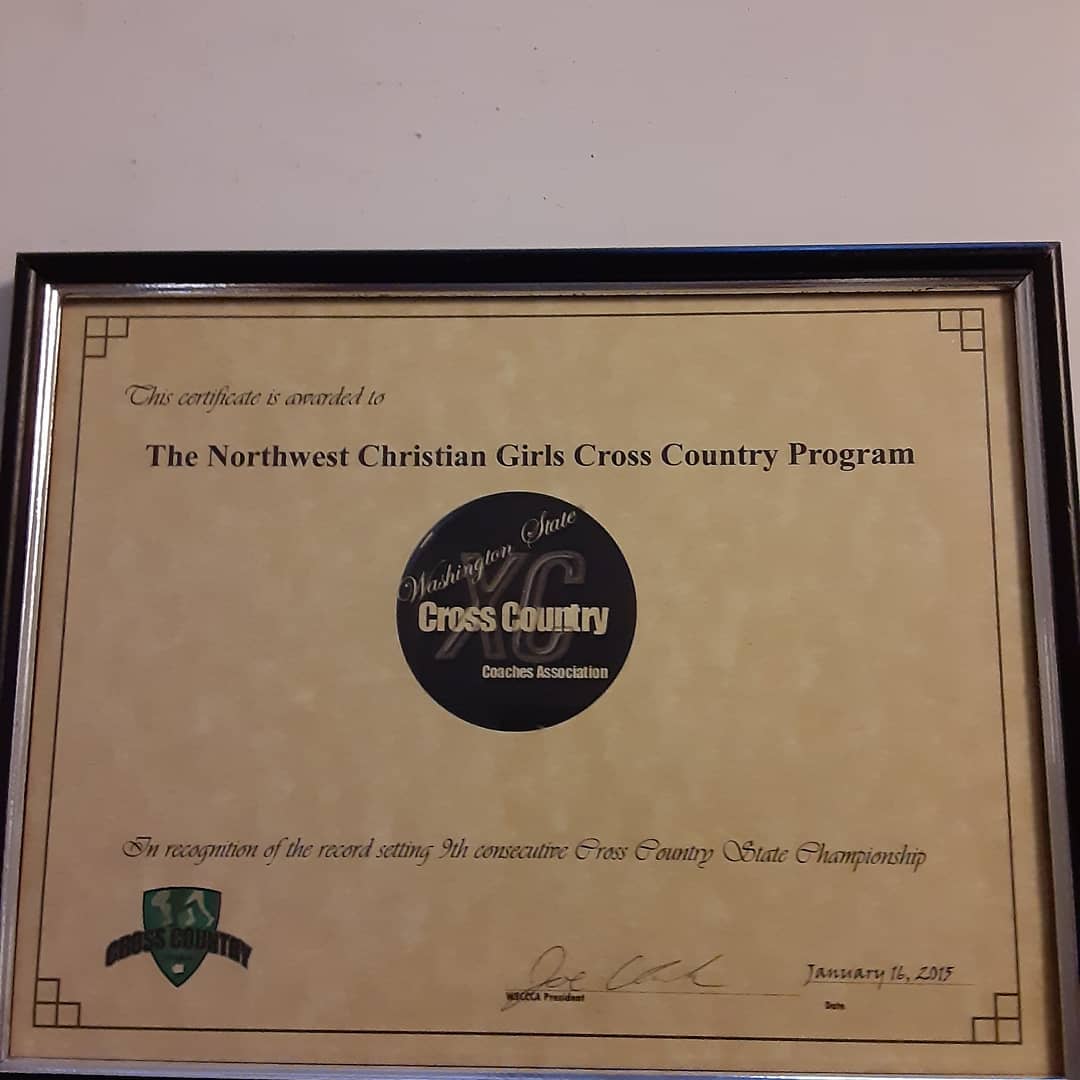 This certificate is awarded to
The Northwest Christian Girls Cross Country Program
Washington State
XC
Cross Country
Coaches Association
In recognition of the record setting 9th consecutive Cross Country State Championship
CROSS COUNTRY
Joe
January 16, 2015
WSCCCA President
Date